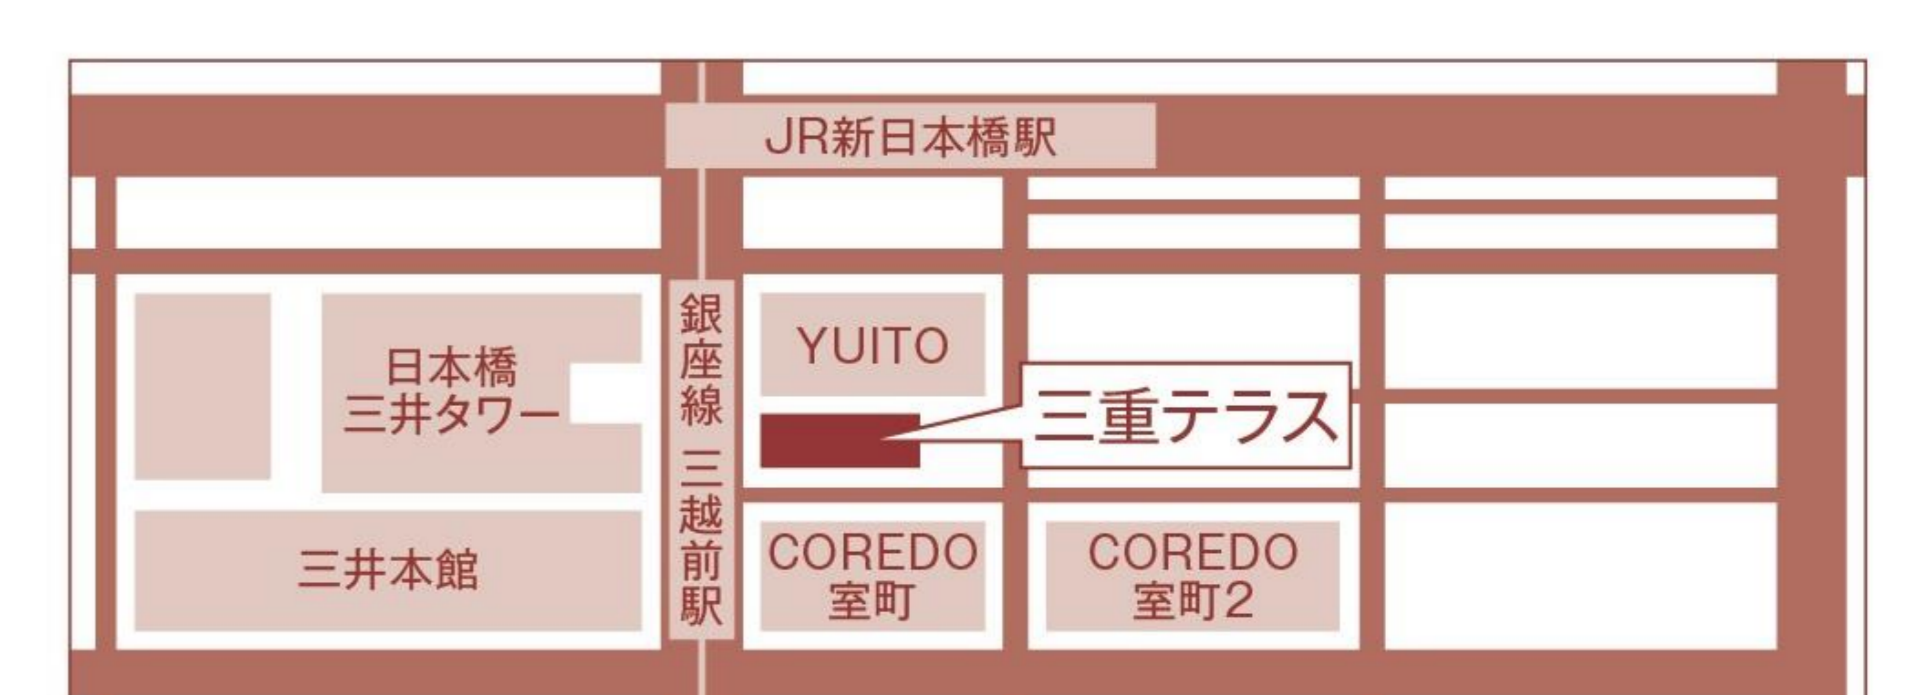 JR新日本橋駅
銀座線 三越前駅
日本橋
三井タワー
YUITO
三重テラス
三井本館
COREDO
室町
COREDO
室町2